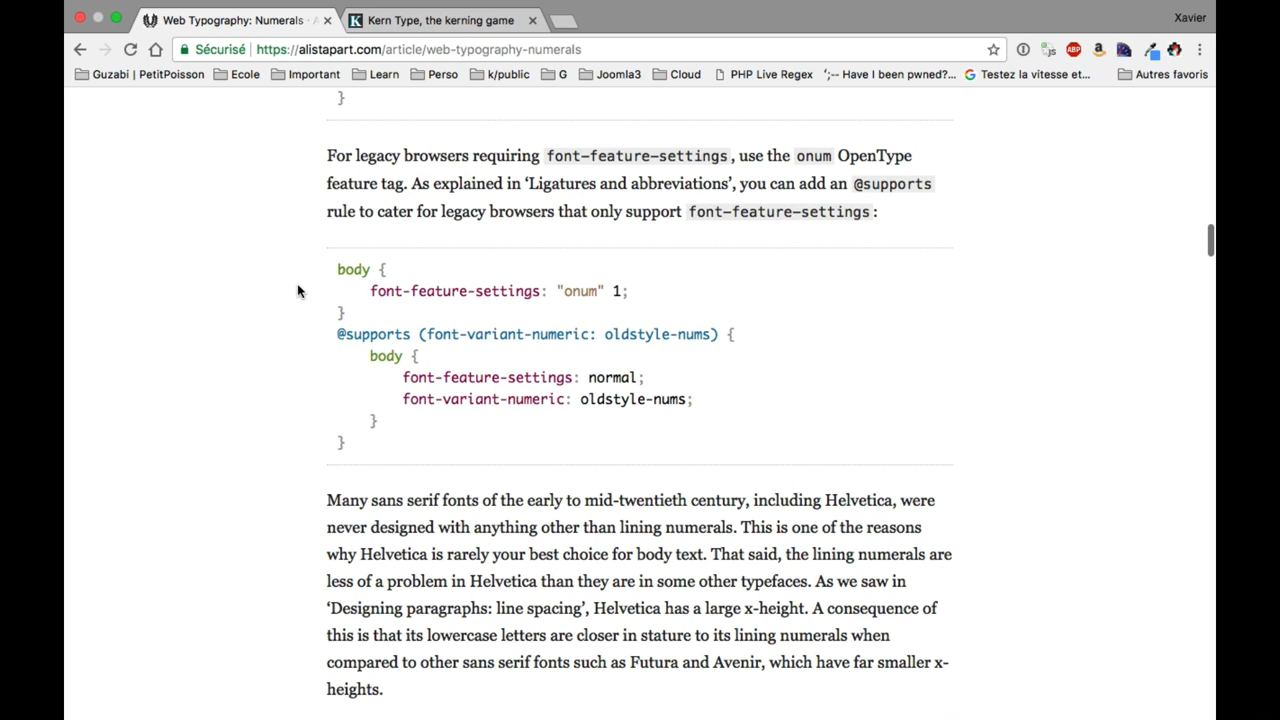 Web Typography: Numerals · A
Kern Type, the kerning game
Xavier
Sécurisé https://alistapart.com/article/web-typography-numerals
Guzabi | PetitPoisson Ecole Important Learn Perso k/public G Joomla3 Cloud PHP Live Regex ';-- Have I been pwned?... Testez la vitesse et... Autres favoris
}
For legacy browsers requiring font-feature-settings, use the onum OpenType
feature tag. As explained in ‘Ligatures and abbreviations’, you can add an @supports
rule to cater for legacy browsers that only support font-feature-settings:
body {
font-feature-settings: "onum" 1;
}
@supports (font-variant-numeric: oldstyle-nums) {
body {
font-feature-settings: normal;
font-variant-numeric: oldstyle-nums;
}
}
Many sans serif fonts of the early to mid-twentieth century, including Helvetica, were
never designed with anything other than lining numerals. This is one of the reasons
why Helvetica is rarely your best choice for body text. That said, the lining numerals are
less of a problem in Helvetica than they are in some other typefaces. As we saw in
‘Designing paragraphs: line spacing’, Helvetica has a large x-height. A consequence of
this is that its lowercase letters are closer in stature to its lining numerals when
compared to other sans serif fonts such as Futura and Avenir, which have far smaller x-
heights.